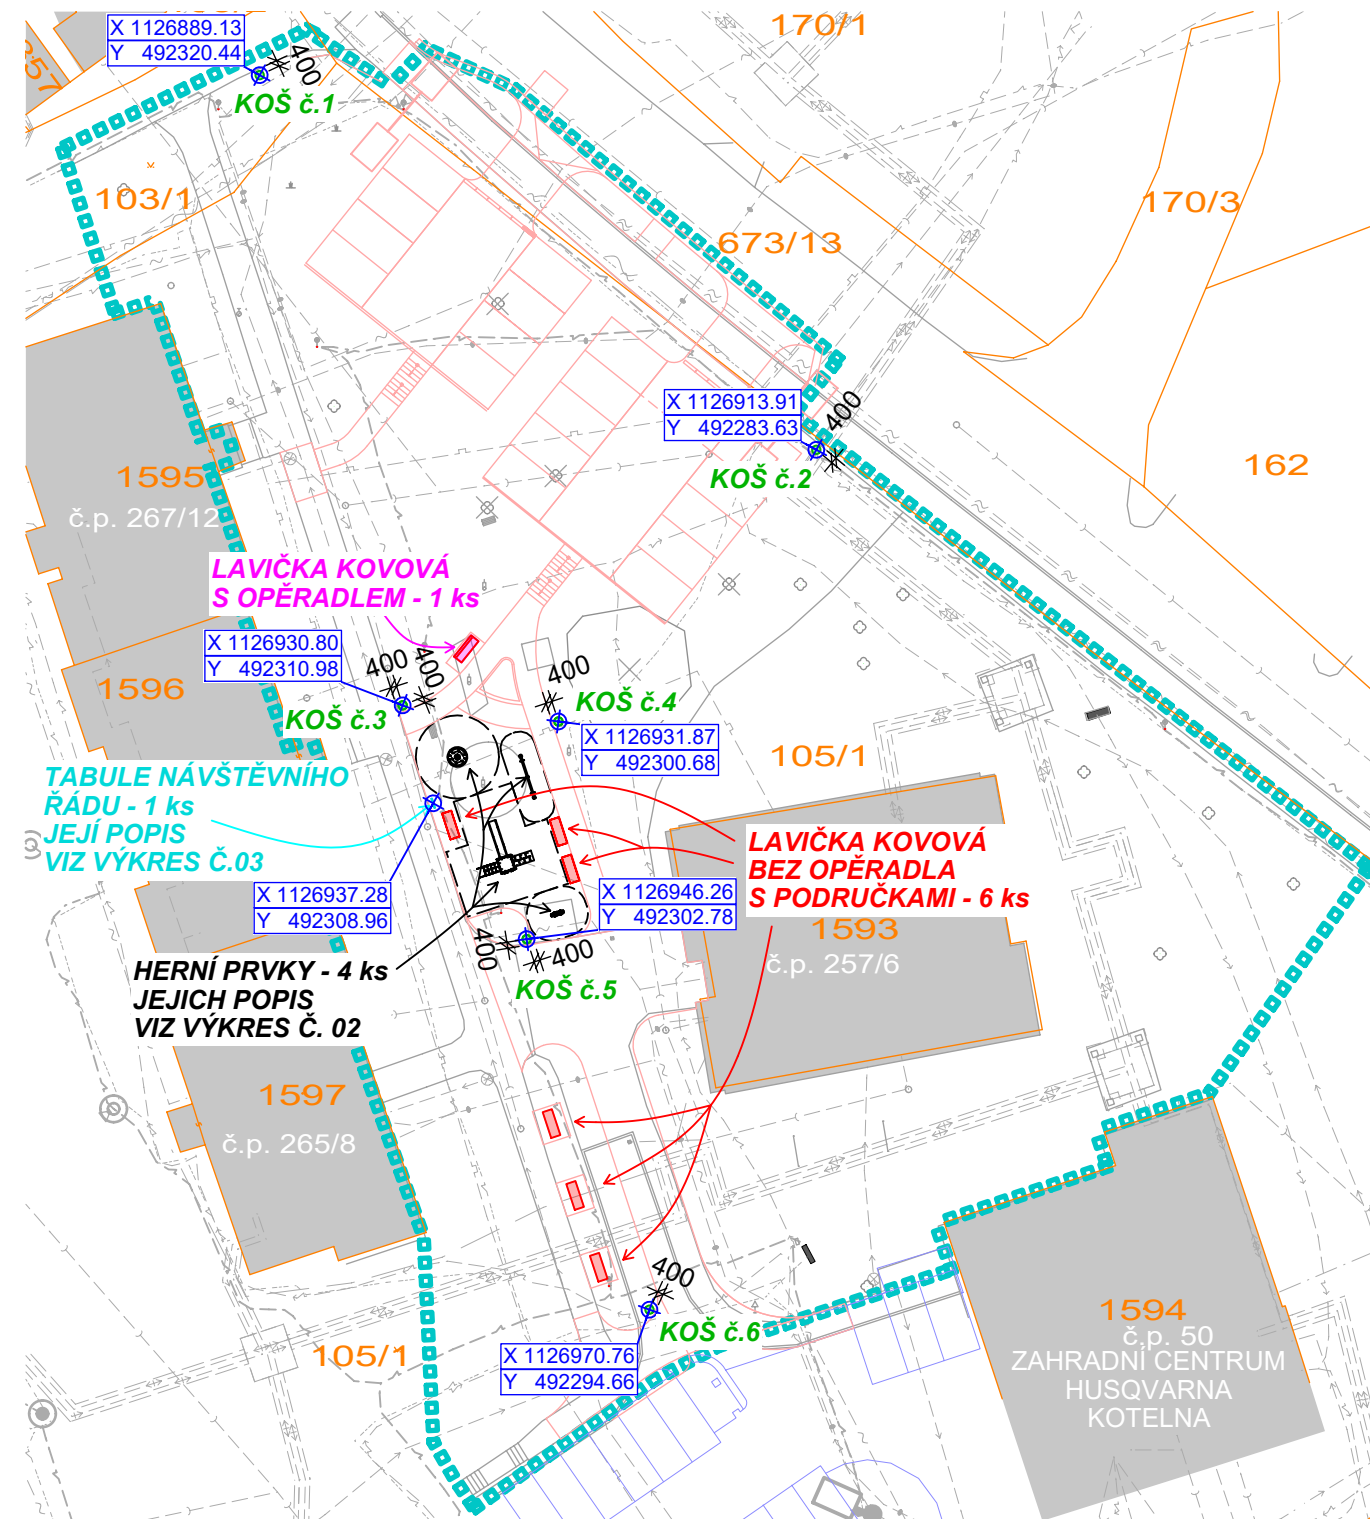 X 1126889.13
Y 492320.44
400
KOŠ č.1
170/1
103/1
170/3
673/13
X 1126913.91
Y 492283.63
400
KOŠ č.2
162
1595
č.p. 267/12
LAVIČKA KOVOVÁ
S OPĚRADLEM - 1 ks
X 1126930.80
Y 492310.98
400
400
1596
KOŠ č.3
400
KOŠ č.4
X 1126931.87
Y 492300.68
105/1
TABULE NÁVŠTĚVNÍHO
ŘÁDU - 1 ks
JEJÍ POPIS
VIZ VÝKRES Č.03
LAVIČKA KOVOVÁ
BEZ OPĚRADLA
S PODRUČKAMI - 6 ks
X 1126937.28
Y 492308.96
X 1126946.26
Y 492302.78
1593
č.p. 257/6
HERNÍ PRVKY - 4 ks
JEJICH POPIS
VIZ VÝKRES Č. 02
400
400
KOŠ č.5
1597
č.p. 265/8
400
KOŠ č.6
105/1
X 1126970.76
Y 492294.66
1594
č.p. 50
ZAHRADNÍ CENTRUM
HUSQVARNA
KOTELNA